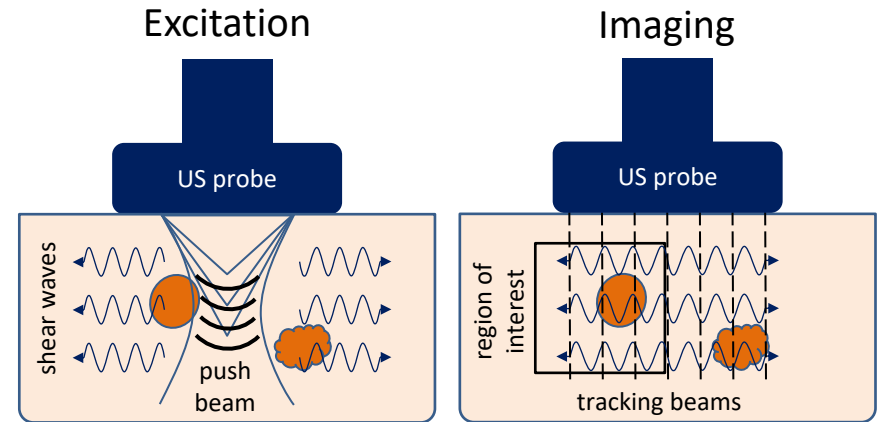 Excitation
US probe
shear waves
push
beam
Imaging
US probe
region of
interest
tracking beams